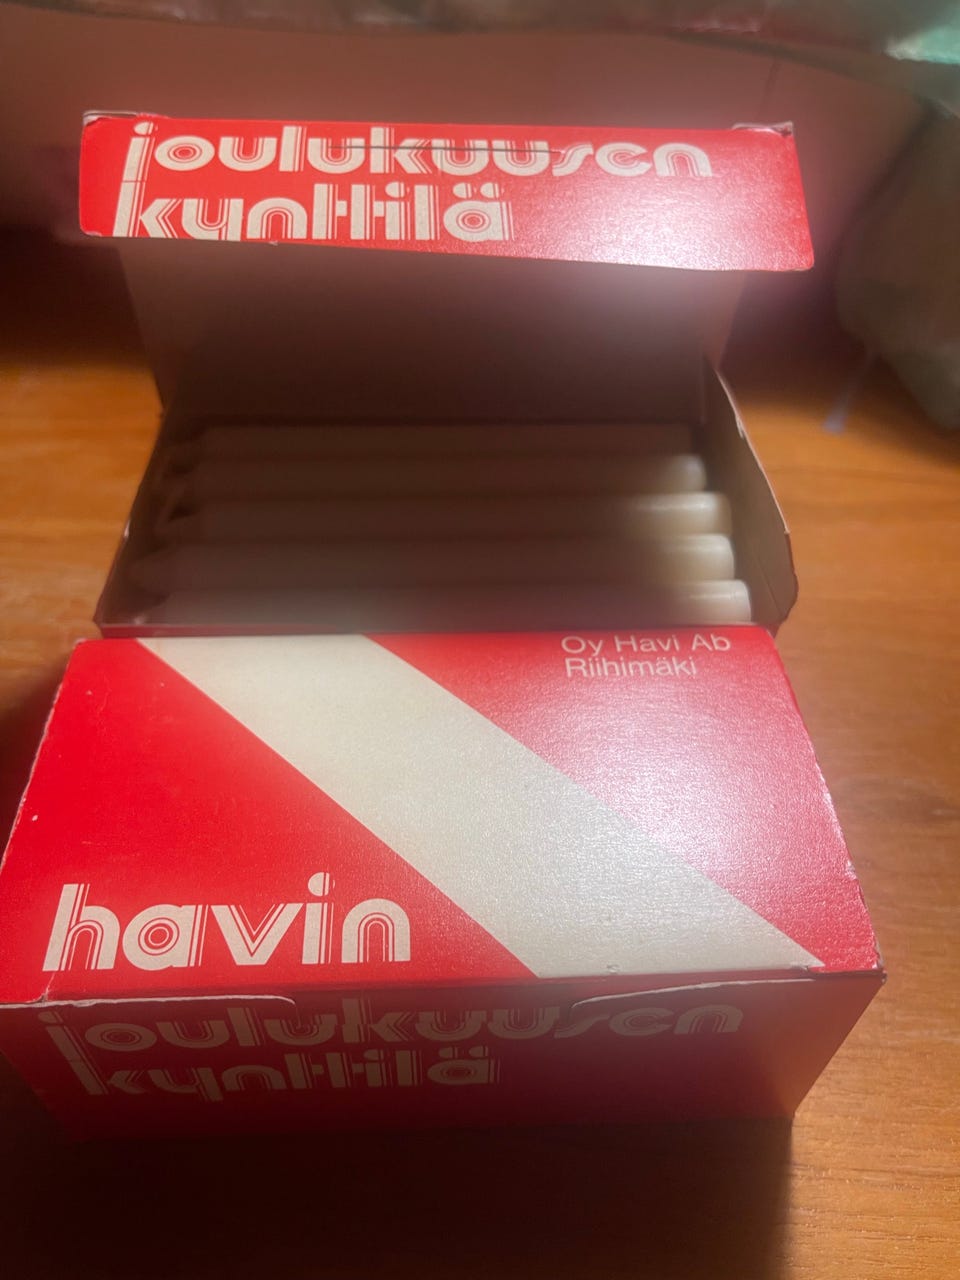 joulukuusen
kynttilä
Oy Havi Ab
Riihimäki
havin
joulukuusen
kynttilä